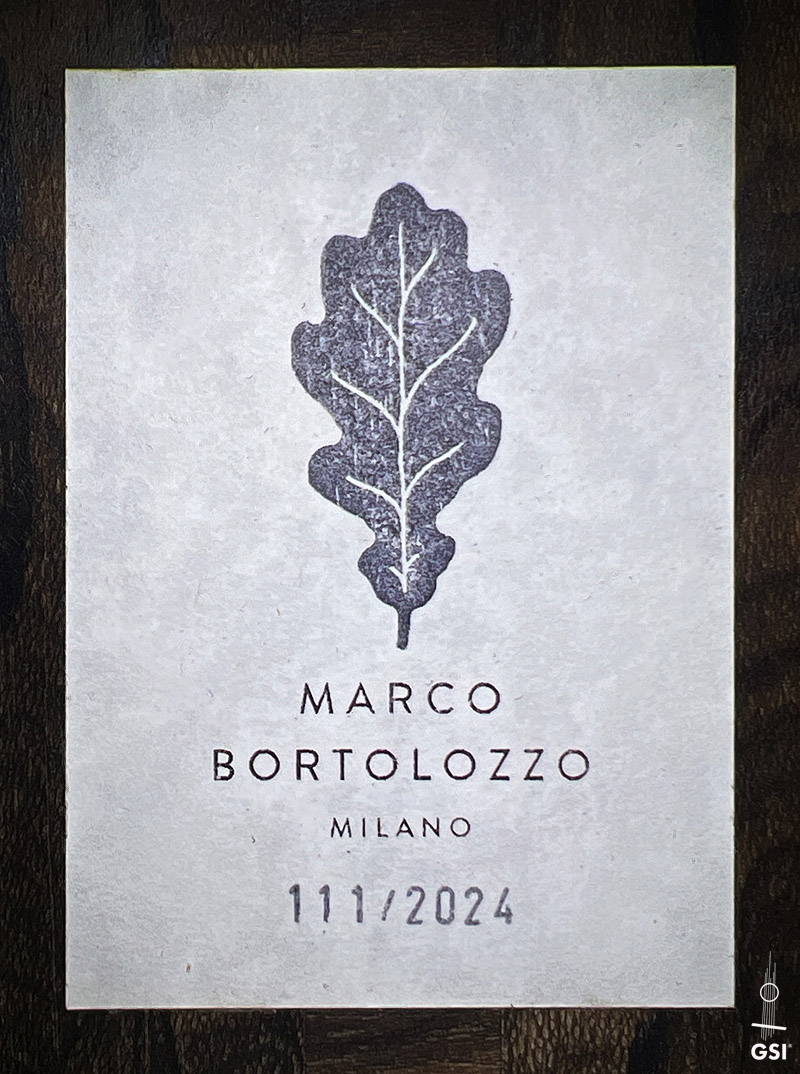 MARCO
BORTOLOZZO
MILANO
111/2024
GSI